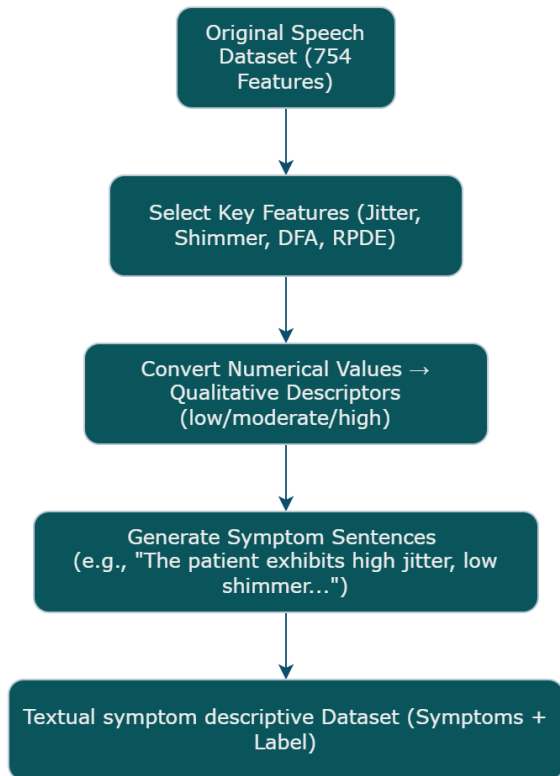 Original Speech
Dataset (754
Features)
Select Key Features (Jitter,
Shimmer, DFA, RPDE)
Convert Numerical Values →
Qualitative Descriptors
(low/moderate/high)
Generate Symptom Sentences
(e.g., "The patient exhibits high jitter, low
shimmer...")
Textual symptom descriptive Dataset (Symptoms +
Label)